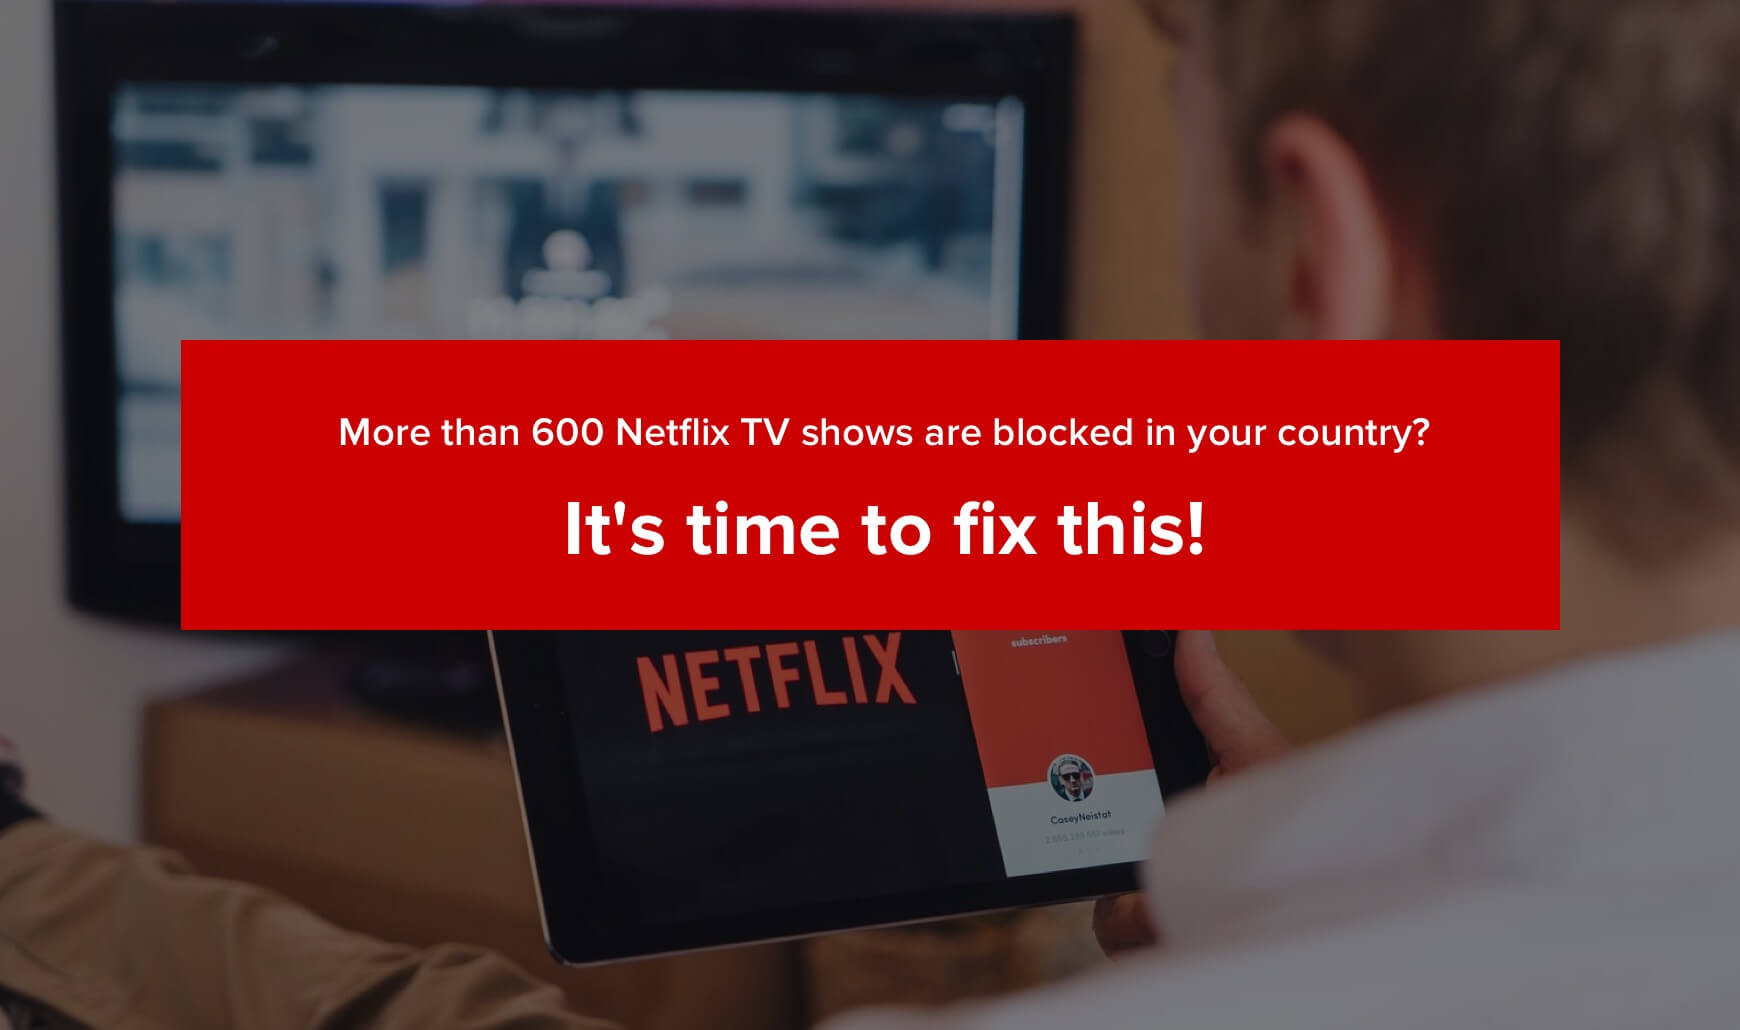 More than 600 Netflix TV shows are blocked in your country?
It's time to fix this!
subscribers
NETFLIX
CaseyNeistat